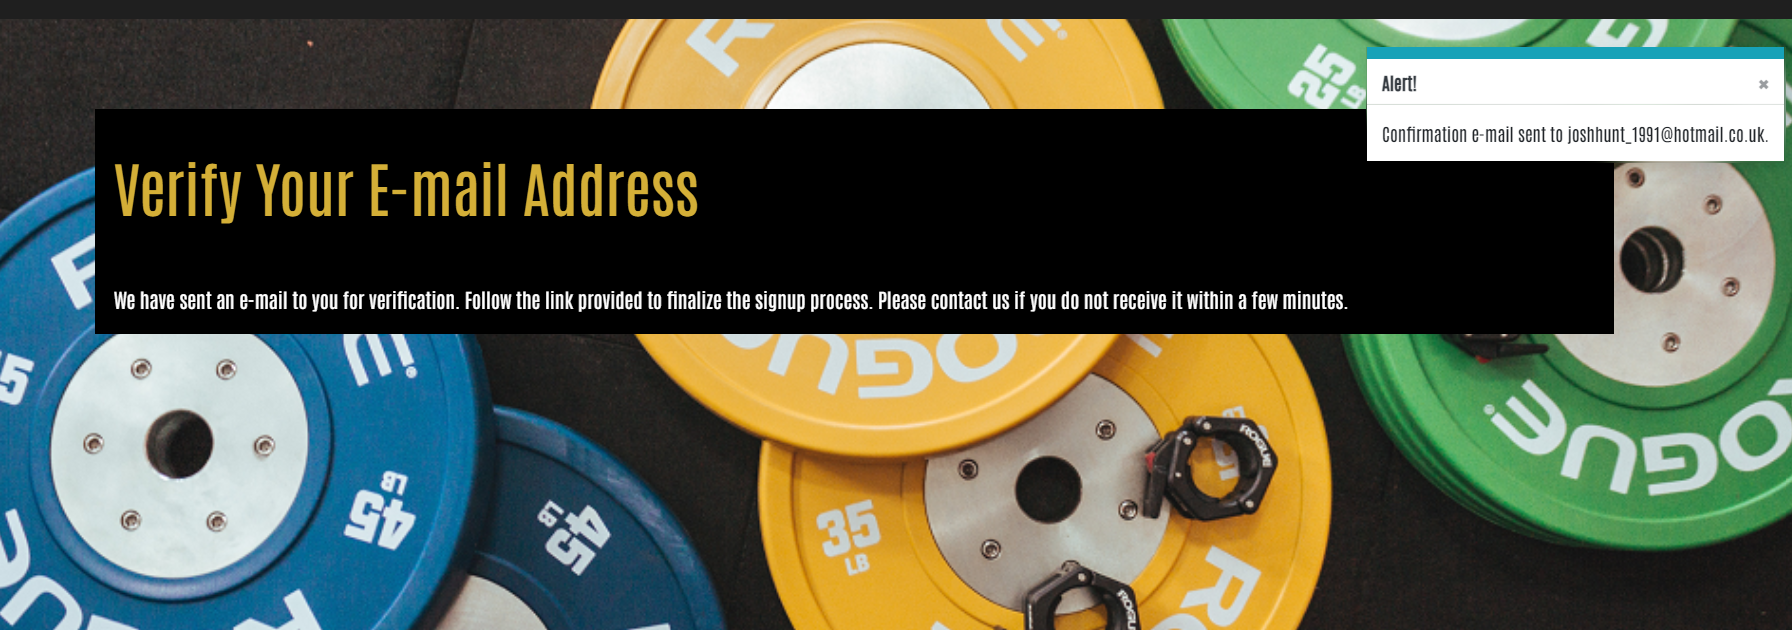 Alert!
Confirmation e-mail sent to joshhunt_1991@hotmail.co.uk.
Verify Your E-mail Address
We have sent an e-mail to you for verification. Follow the link provided to finalize the signup process. Please contact us if you do not receive it within a few minutes.
25
LB
45
LB
45
LB
35
LB
ROGUE
ROGUE